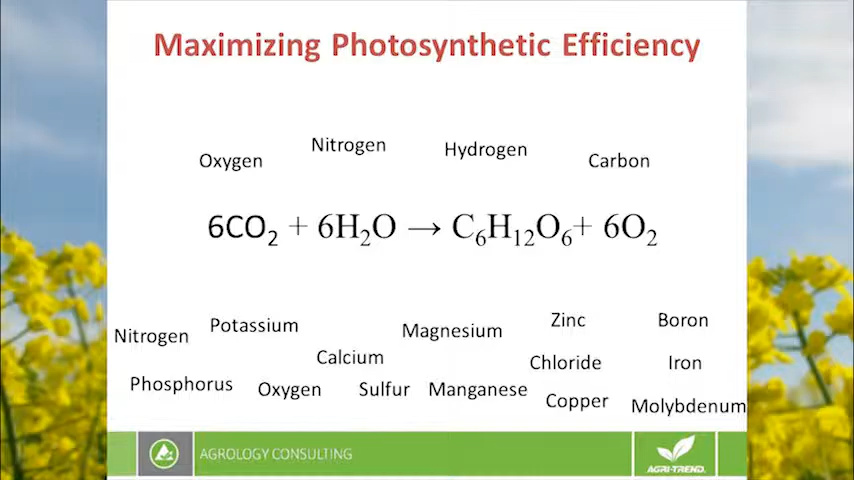 Maximizing Photosynthetic Efficiency
Oxygen Nitrogen Hydrogen Carbon
6CO₂ + 6H₂O → C₆H₁₂O₆+ 6O₂
Nitrogen Potassium Magnesium Zinc Boron
Calcium Chloride Iron
Phosphorus Oxygen Sulfur Manganese Copper Molybdenum
AGROLOGY CONSULTING
AGRI-TREND